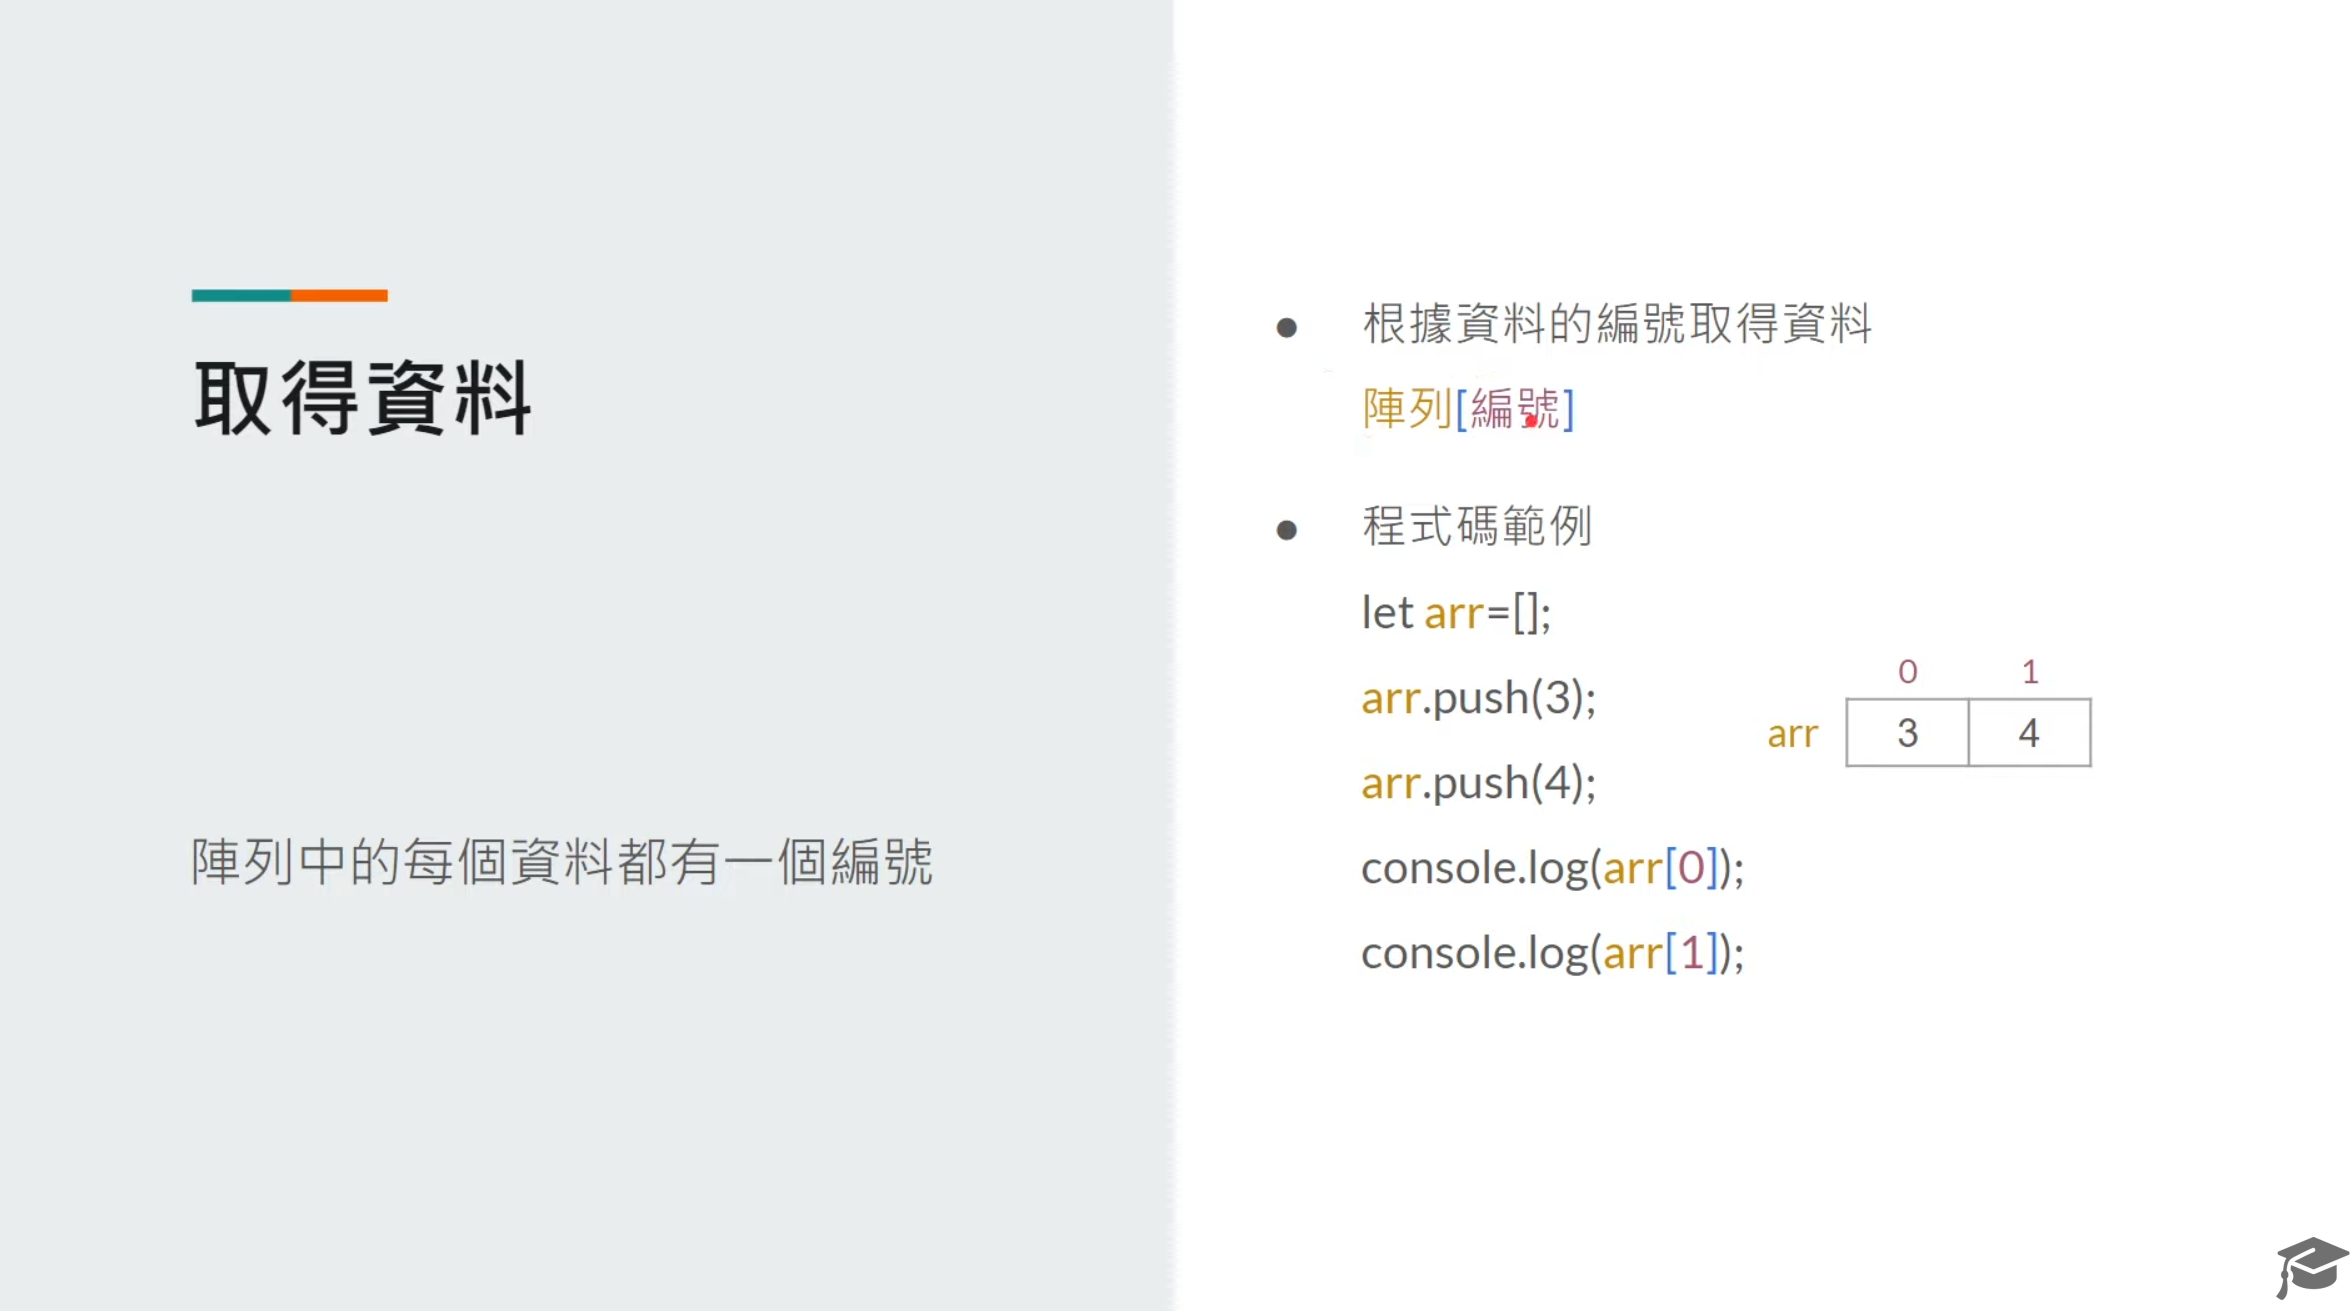 取得資料
陣列中的每個資料都有一個編號
根據資料的編號取得資料
陣列[編號]
程式碼範例
let arr=[];
arr.push(3);
arr.push(4);
console.log(arr[0]);
console.log(arr[1]);
0 1
arr 3 4